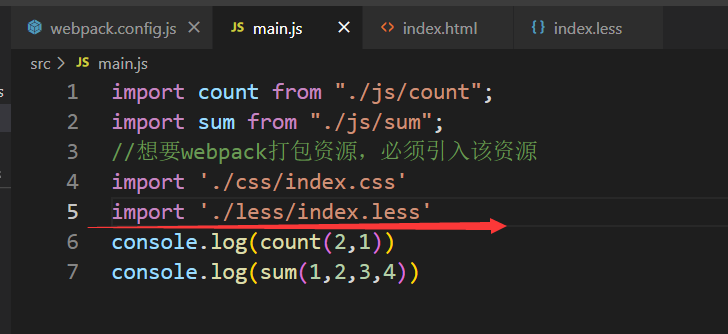 webpack.config.js
JS main.js
<> index.html
{} index.less
src > JS main.js
1 import count from "./js/count";
2 import sum from "./js/sum";
3 //想要webpack打包资源，必须引入该资源
4 import './css/index.css'
5 import './less/index.less'
6 console.log(count(2,1))
7 console.log(sum(1,2,3,4))